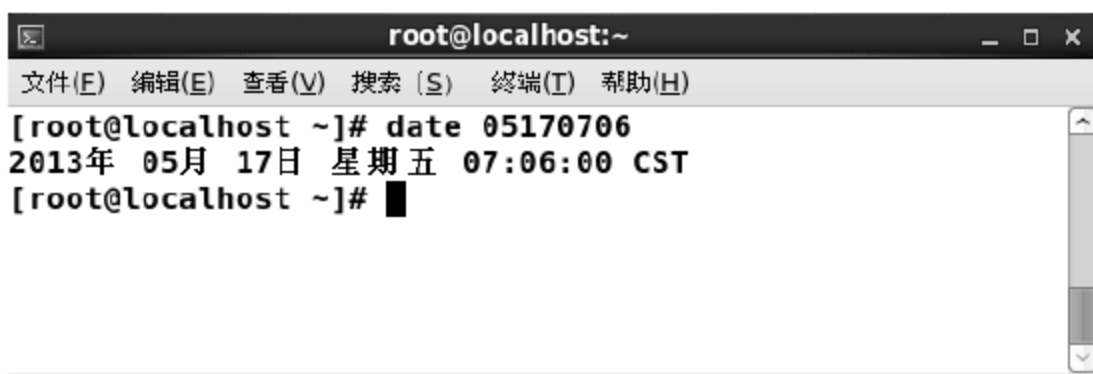 root@localhost:~
文件(F) 编辑(E) 查看(V) 搜索 (S) 终端(T) 帮助(H)
[root@localhost ~]# date 05170706
2013年 05月 17日 星期五 07:06:00 CST
[root@localhost ~]#